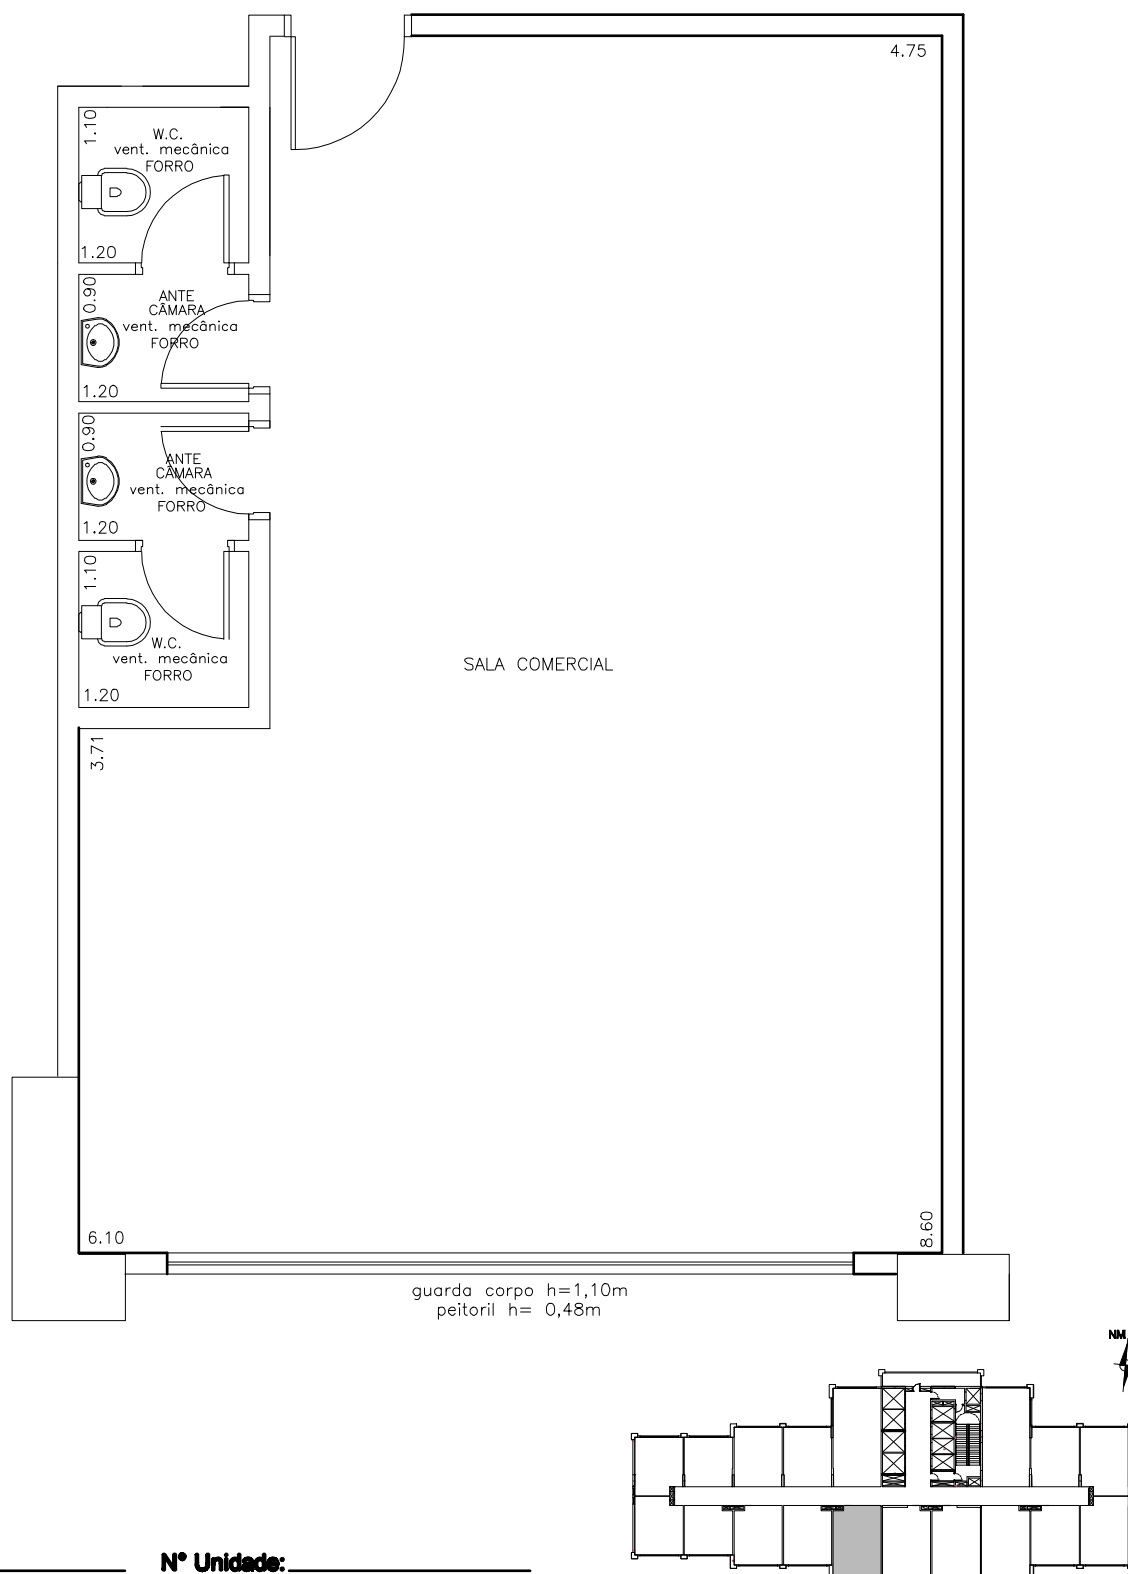 4.75
1.10
W.C.
vent. mecânica
FORRO
1.20
0.90
ANTE
CÂMARA
vent. mecânica
FORRO
1.20
0.90
ANTE
CÂMARA
vent. mecânica
FORRO
1.20
1.10
W.C.
vent. mecânica
FORRO
1.20
SALA COMERCIAL
3.71
6.10
8.60
guarda corpo h=1,10m
peitoril h= 0,48m
NM
N° Unidade: